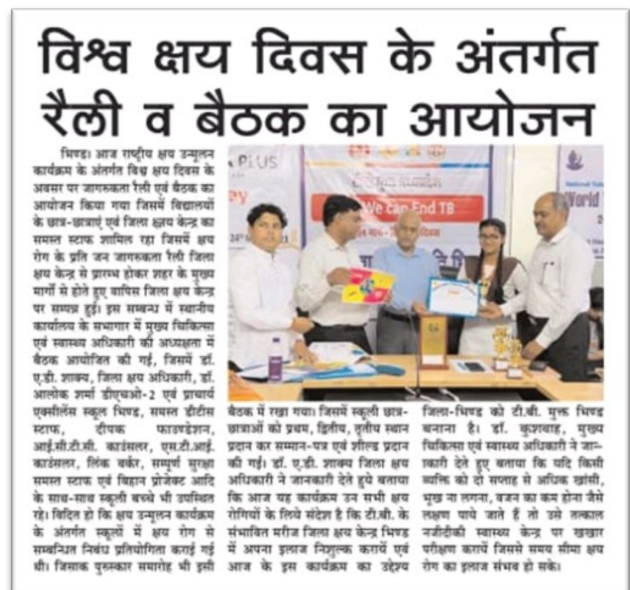 विश्व क्षय दिवस के अंतर्गत
रैली व बैठक का आयोजन
भिण्ड। आज राष्ट्रीय क्षय उन्मूलन
कार्यक्रम के अंतर्गत विश्व क्षय दिवस के
अवसर पर जागरुकता रैली एवं बैठक का
आयोजन किया गया जिसमें विद्यालयों
के छात्र-छात्राएं एवं जिला क्षय केन्द्र का
समस्त स्टाफ शामिल रहा जिसमें क्षय
रोग के प्रति जन जागरुकता रैली जिला
क्षय केन्द्र से प्रारम्भ होकर शहर के मुख्य
मार्गों से होते हुए वापिस जिला क्षय केन्द्र
पर सम्पन्न हुई। इस सम्बन्ध में स्थानीय
कार्यालय के सभागार में मुख्य चिकित्सा
एवं स्वास्थ्य अधिकारी की अध्यक्षता में
बैठक आयोजित की गई, जिसमें डॉ.
ए.डी. शाक्य, जिला क्षय अधिकारी, डॉ.
आलोक शर्मा डीएचओ-2 एवं प्राचार्य
एक्सीलेंस स्कूल भिण्ड, समस्त डीटीस
स्टाफ, दीपक फाउण्डेशन,
आई.सी.टी.सी. काउंसलर, एस.टी.आई.
काउंसलर, लिंक वर्कर, सम्पूर्ण सुरक्षा
समस्त स्टाफ एवं विहान प्रोजेक्ट आदि
के साथ-साथ स्कूली बच्चे भी उपस्थित
रहे। विदित हो कि क्षय उन्मूलन कार्यक्रम
के अंतर्गत स्कूलों में क्षय रोग से
सम्बन्धित निबंध प्रतियोगिता कराई गई
थी। जिसाक पुरुस्कार समारोह भी इसी
PLUS
We can End TB
World
बैठक में रखा गया। जिसमें स्कूली छात्र-
छात्राओं को प्रथम, द्वितीय, तृतीय स्थान
प्रदान कर सम्मान-पत्र एवं शील्ड प्रदान
की गई। डॉ. ए.डी. शाक्य जिला क्षय
अधिकारी ने जानकारी देते हुये बताया
कि आज यह कार्यक्रम उन सभी क्षय
रोगियों के लिये संदेश है कि टी.बी. के
संभावित मरीज जिला क्षय केन्द्र भिण्ड
में अपना इलाज निशुल्क करायें एवं
आज के इस कार्यक्रम का उद्देश्य
जिला-भिण्ड को टी.बी. मुक्त भिण्ड
बनाना है। डॉ. कुशवाह, मुख्य
चिकित्सा एवं स्वास्थ्य अधिकारी ने जान-
कारी देते हुए बताया कि यदि किसी
व्यक्ति को दो सप्ताह से अधिक खांसी,
भूख ना लगना, वजन का कम होना जैसे
लक्षण पाये जाते हैं तो उसे तत्काल
नजीदीकी स्वास्थ्य केन्द्र पर खखार
परीक्षण करायें जिससे समय सीमा क्षय
रोग का इलाज संभव हो सके।